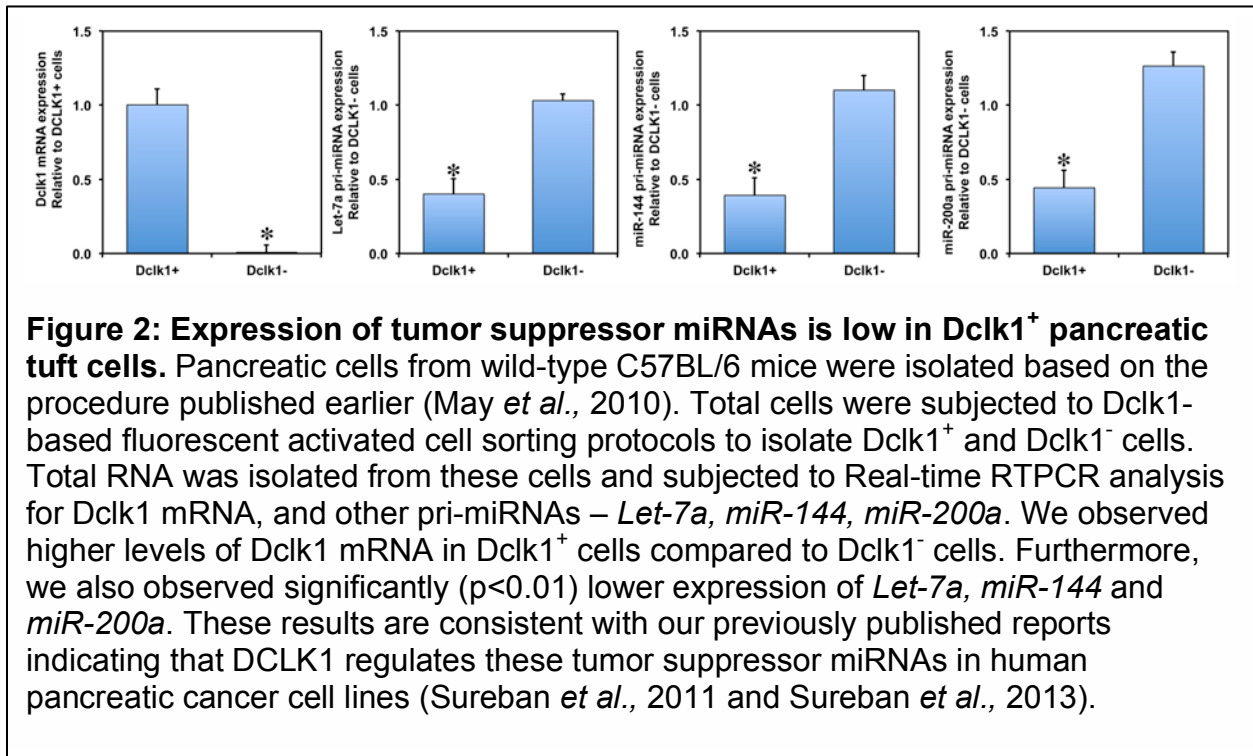 Dclk1 mRNA expression
Relative to DCLK1+ cells
1.5
1.0
0.5
0.0
*
Dclk1+ Dclk1-
Let-7a pri-miRNA expression
Relative to DCLK1- cells
1.5
1.0
0.5
0.0
*
Dclk1+ Dclk1-
miR-144 pri-miRNA expression
Relative to DCLK1- cells
1.5
1.0
0.5
0.0
*
Dclk1+ Dclk1-
miR-200a pri-miRNA expression
Relative to DCLK1- cells
1.5
1.0
0.5
0.0
*
Dclk1+ Dclk1-
Figure 2: Expression of tumor suppressor miRNAs is low in Dclk1⁺ pancreatic
tuft cells. Pancreatic cells from wild-type C57BL/6 mice were isolated based on the
procedure published earlier (May et al., 2010). Total cells were subjected to Dclk1-
based fluorescent activated cell sorting protocols to isolate Dclk1⁺ and Dclk1⁻ cells.
Total RNA was isolated from these cells and subjected to Real-time RTPCR analysis
for Dclk1 mRNA, and other pri-miRNAs – Let-7a, miR-144, miR-200a. We observed
higher levels of Dclk1 mRNA in Dclk1⁺ cells compared to Dclk1⁻ cells. Furthermore,
we also observed significantly (p<0.01) lower expression of Let-7a, miR-144 and
miR-200a. These results are consistent with our previously published reports
indicating that DCLK1 regulates these tumor suppressor miRNAs in human
pancreatic cancer cell lines (Sureban et al., 2011 and Sureban et al., 2013).